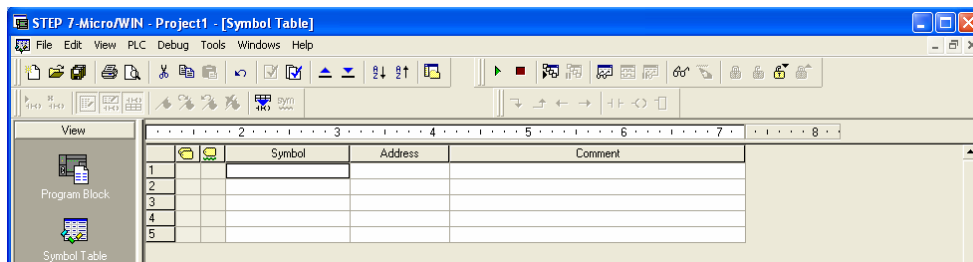 STEP 7-Micro/WIN - Project1 - [Symbol Table]
File Edit View PLC Debug Tools Windows Help
View
2 3 4 5 6 7 8
Symbol Address Comment
1
Program Block
2
3
4
5
Symbol Table